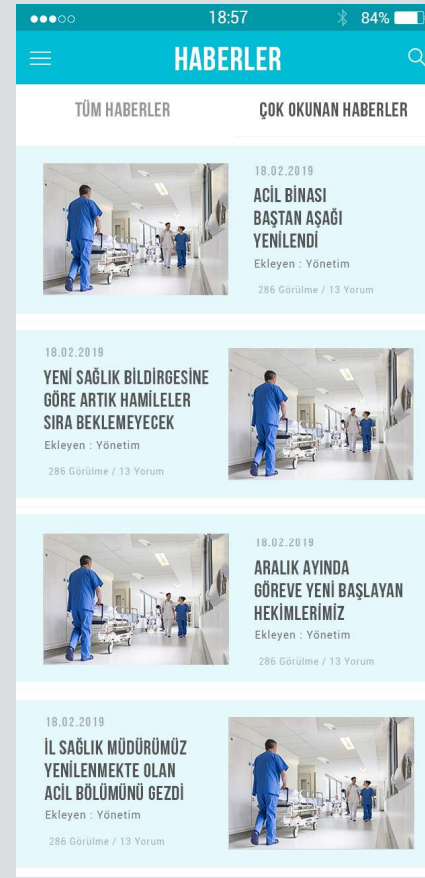 18:57
84%
HABERLER
TÜM HABERLER
ÇOK OKUNAN HABERLER
18.02.2019
ACİL BİNASI
BAŞTAN AŞAĞI
YENİLENDİ
Ekleyen : Yönetim
286 Görülme / 13 Yorum
18.02.2019
YENİ SAĞLIK BİLDİRGESİNE
GÖRE ARTIK HAMİLELER
SIRA BEKLEMEYECEK
Ekleyen : Yönetim
286 Görülme / 13 Yorum
18.02.2019
ARALIK AYINDA
GÖREVE YENİ BAŞLAYAN
HEKİMLERİMİZ
Ekleyen : Yönetim
286 Görülme / 13 Yorum
18.02.2019
İL SAĞLIK MÜDÜRÜMÜZ
YENİLENMEKTE OLAN
ACİL BÖLÜMÜNÜ GEZDİ
Ekleyen : Yönetim
286 Görülme / 13 Yorum